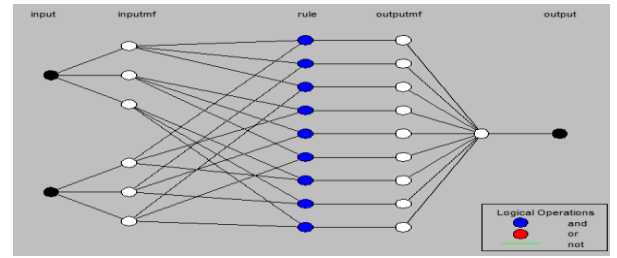 input inputmf rule outputmf output
Logical Operations
and
or
not